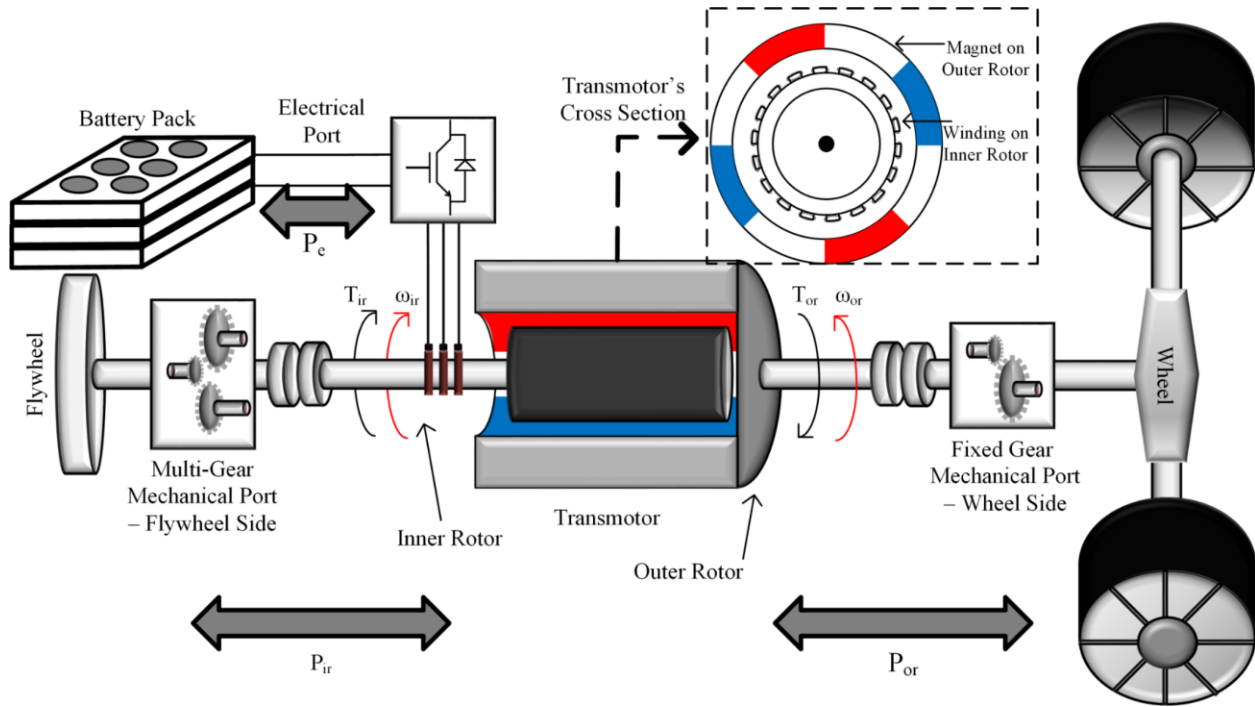 Magnet on
Outer Rotor
Transmotor's
Cross Section
Winding on
Inner Rotor
Battery Pack
Electrical
Port
Pₑ
Flywheel
Tᵢᵣ
ωᵢᵣ
Tₒᵣ
ωₒᵣ
Wheel
Multi-Gear
Mechanical Port
– Flywheel Side
Inner Rotor
Transmotor
Outer Rotor
Fixed Gear
Mechanical Port
– Wheel Side
Pᵢᵣ
Pₒᵣ